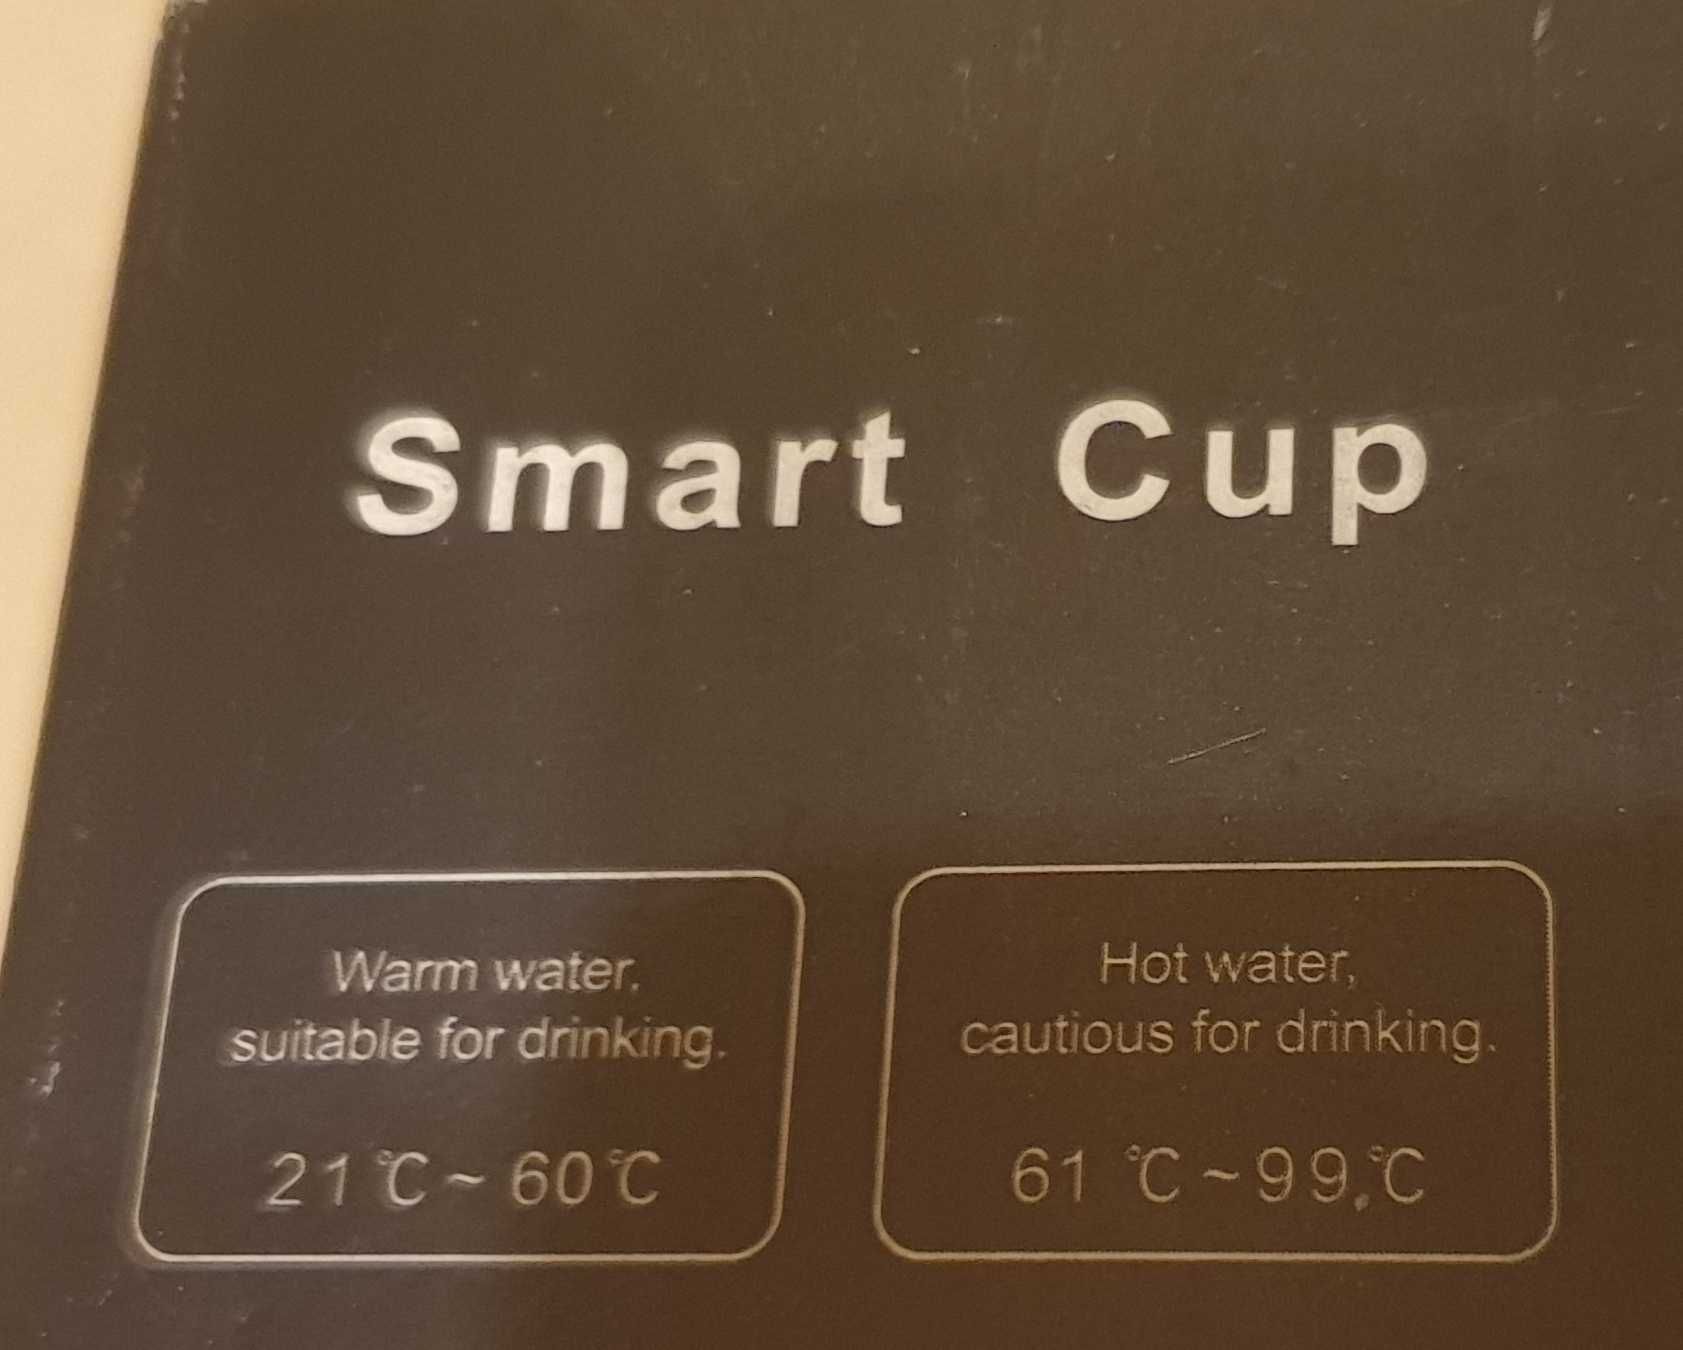 Smart Cup
Warm water,
suitable for drinking.
21℃~60℃
Hot water,
cautious for drinking.
61 ℃~99℃